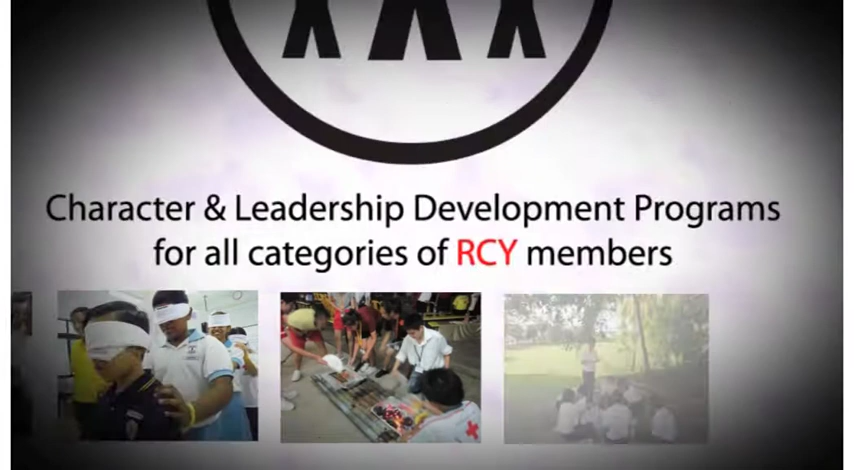 Character & Leadership Development Programs
for all categories of RCY members